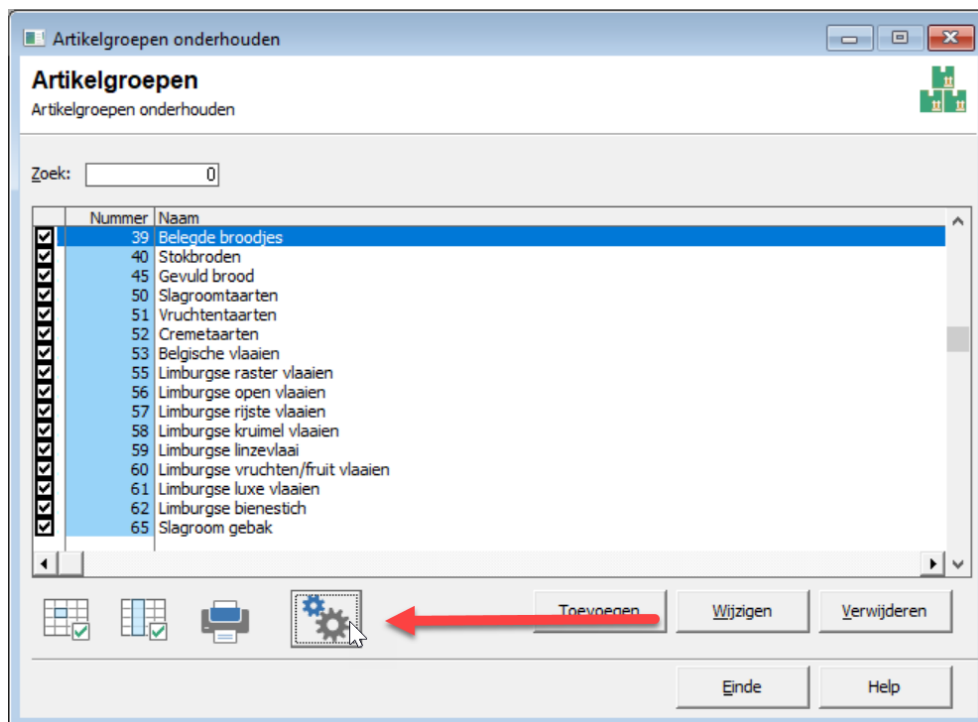 Artikelgroepen onderhouden
Artikelgroepen
Artikelgroepen onderhouden
Zoek: 0
Nummer Naam
39 Belegde broodjes
40 Stokbroden
45 Gevuld brood
50 Slagroomtaarten
51 Vruchtentaarten
52 Cremetaarten
53 Belgische vlaaien
55 Limburgse raster vlaaien
56 Limburgse open vlaaien
57 Limburgse rijste vlaaien
58 Limburgse kruimel vlaaien
59 Limburgse linzevlaai
60 Limburgse vruchten/fruit vlaaien
61 Limburgse luxe vlaaien
62 Limburgse bienestich
65 Slagroom gebak
Toevoegen Wijzigen Verwijderen
Einde Help